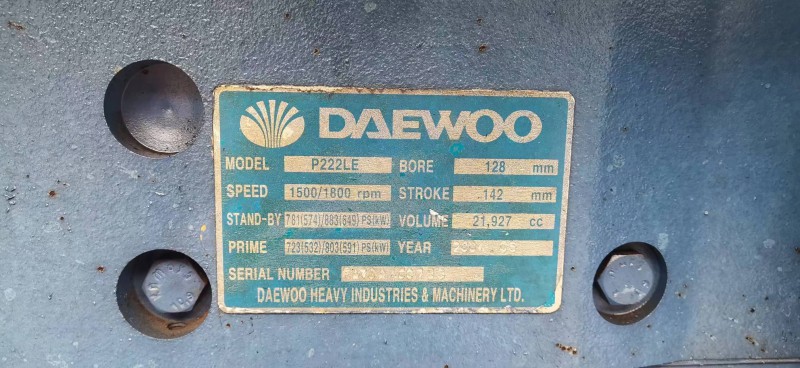 DAEWOO
MODEL P222LE BORE 128 mm
SPEED 1500/1800 rpm STROKE 142 mm
STAND-BY 781(574)/883(649) PS(kW) VOLUME 21,927 cc
PRIME 723(532)/803(591) PS(kW) YEAR
SERIAL NUMBER
DAEWOO HEAVY INDUSTRIES & MACHINERY LTD.